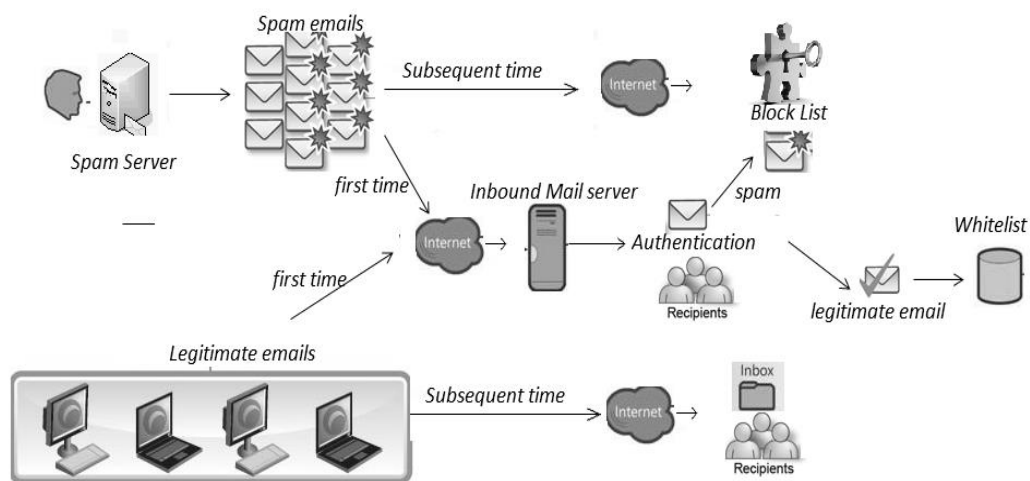 Spam emails
Subsequent time
Internet
Block List
Spam Server
first time
Inbound Mail server
spam
Internet
Authentication
Whitelist
first time
Recipients
legitimate email
Legitimate emails
Subsequent time
Internet
Inbox
Recipients